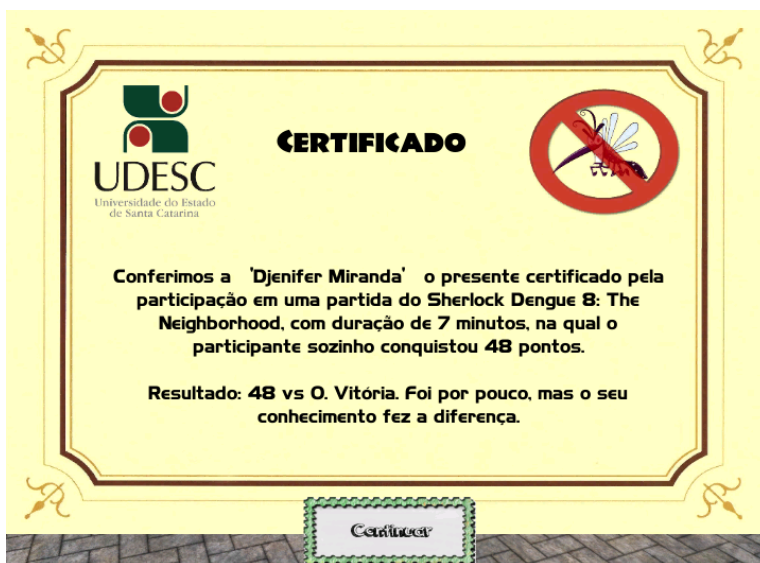 CERTIFICADO
UDESC
Universidade do Estado
de Santa Catarina
Conferimos a 'Djenifer Miranda' o presente certificado pela
participação em uma partida do Sherlock Dengue 8: The
Neighborhood, com duração de 7 minutos, na qual o
participante sozinho conquistou 48 pontos.
Resultado: 48 vs 0. Vitória. Foi por pouco, mas o seu
conhecimento fez a diferença.
Continuar